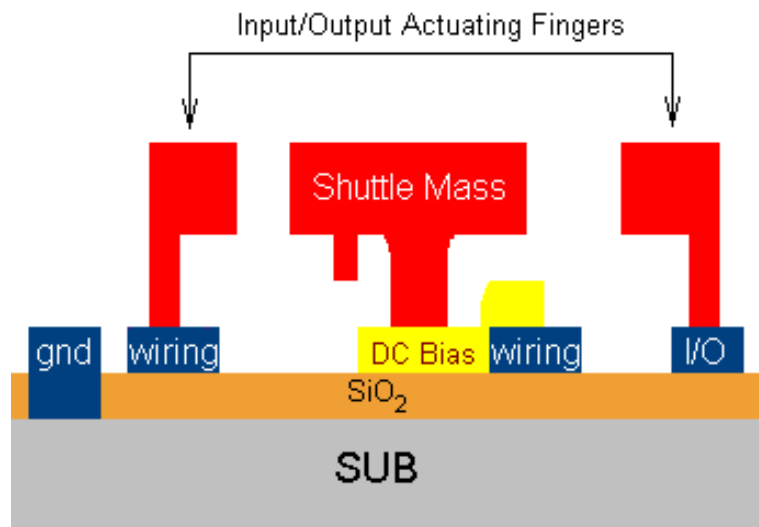 Input/Output Actuating Fingers
Shuttle Mass
gnd
wiring
DC Bias
wiring
I/O
SiO₂
SUB